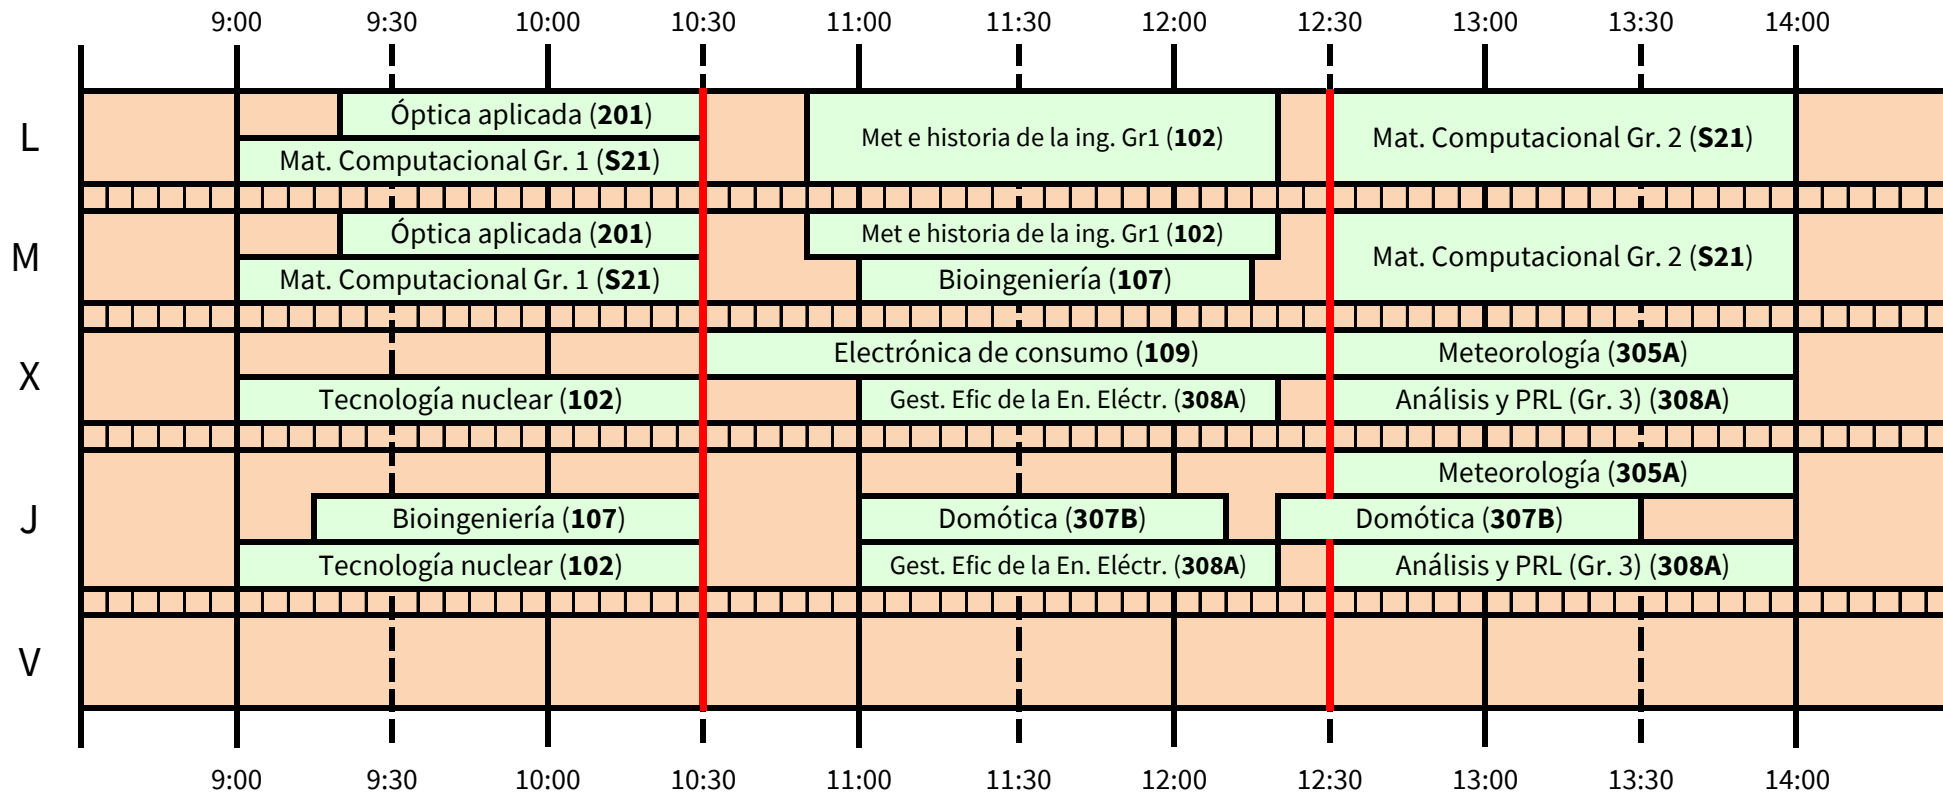 9:00 9:30 10:00 10:30 11:00 11:30 12:00 12:30 13:00 13:30 14:00
L
Óptica aplicada (201)
Mat. Computacional Gr. 1 (S21)
Met e historia de la ing. Gr1 (102)
Mat. Computacional Gr. 2 (S21)
M
Óptica aplicada (201)
Mat. Computacional Gr. 1 (S21)
Met e historia de la ing. Gr1 (102)
Bioingeniería (107)
Mat. Computacional Gr. 2 (S21)
X
Electrónica de consumo (109)
Meteorología (305A)
Tecnología nuclear (102)
Gest. Efic de la En. Eléctr. (308A)
Análisis y PRL (Gr. 3) (308A)
J
Meteorología (305A)
Bioingeniería (107)
Domótica (307B)
Domótica (307B)
Tecnología nuclear (102)
Gest. Efic de la En. Eléctr. (308A)
Análisis y PRL (Gr. 3) (308A)
V
9:00 9:30 10:00 10:30 11:00 11:30 12:00 12:30 13:00 13:30 14:00